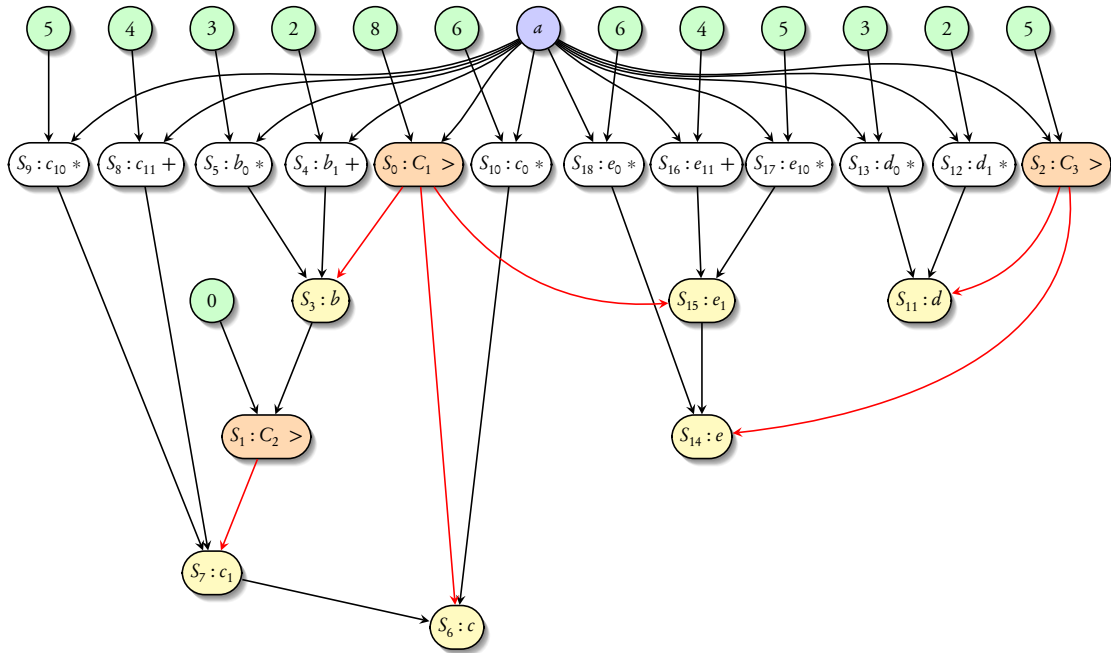 5 4 3 2 8 6 a 6 4 5 3 2 5
S₉ : c₁₀ * S₈ : c₁₁ + S₅ : b₀ * S₄ : b₁ + S₀ : C₁ > S₁₀ : c₀ * S₁₈ : e₀ * S₁₆ : e₁₁ + S₁₇ : e₁₀ * S₁₃ : d₀ * S₁₂ : d₁ * S₂ : C₃ >
0 S₃ : b S₁₅ : e₁ S₁₁ : d
S₁ : C₂ > S₁₄ : e
S₇ : c₁
S₆ : c